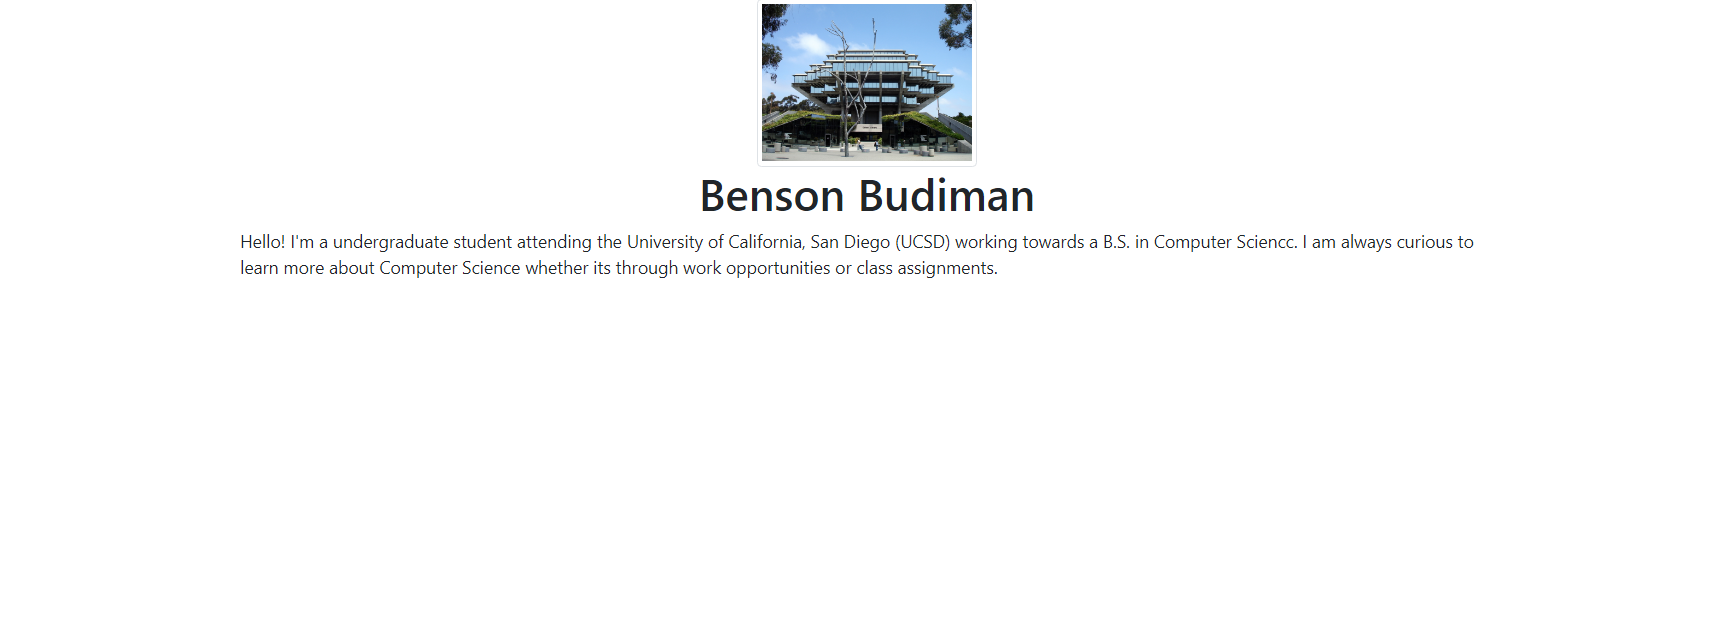 Benson Budiman
Hello! I'm a undergraduate student attending the University of California, San Diego (UCSD) working towards a B.S. in Computer Sciencc. I am always curious to
learn more about Computer Science whether its through work opportunities or class assignments.